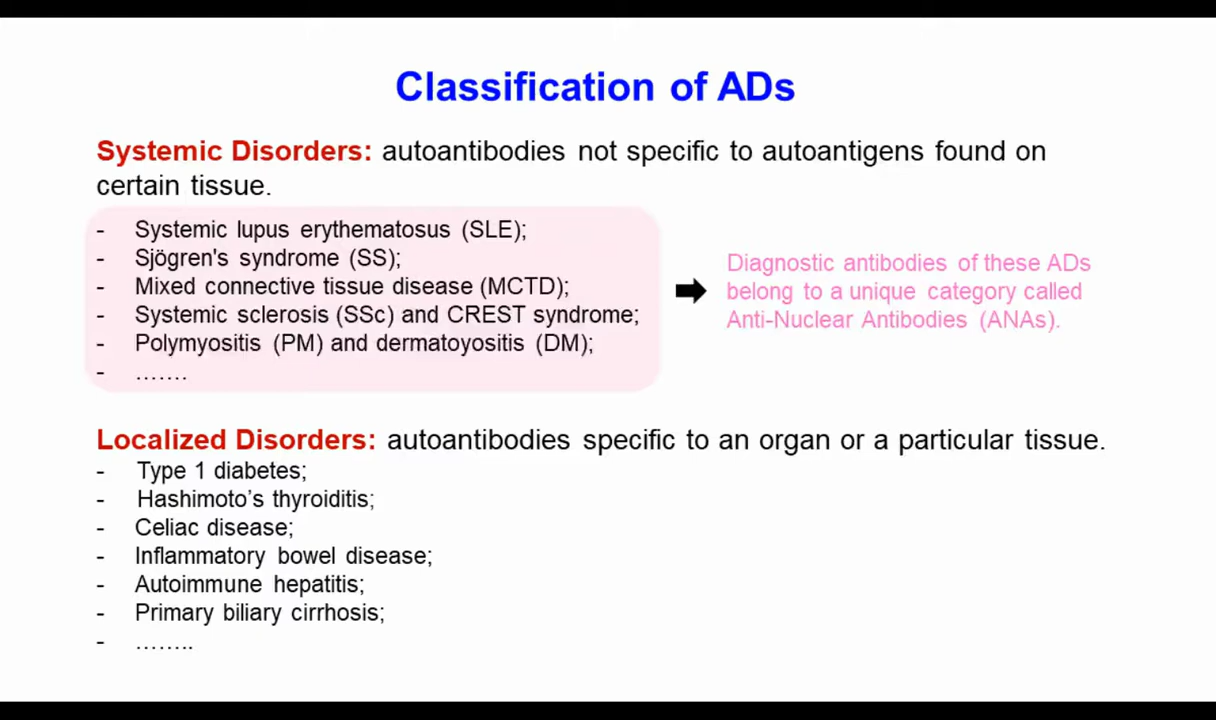 Classification of ADs
Systemic Disorders: autoantibodies not specific to autoantigens found on
certain tissue.
- Systemic lupus erythematosus (SLE);
- Sjögren's syndrome (SS);
- Mixed connective tissue disease (MCTD);
- Systemic sclerosis (SSc) and CREST syndrome;
- Polymyositis (PM) and dermatoyositis (DM);
- …….
Diagnostic antibodies of these ADs
belong to a unique category called
Anti-Nuclear Antibodies (ANAs).
Localized Disorders: autoantibodies specific to an organ or a particular tissue.
- Type 1 diabetes;
- Hashimoto’s thyroiditis;
- Celiac disease;
- Inflammatory bowel disease;
- Autoimmune hepatitis;
- Primary biliary cirrhosis;
- ……..